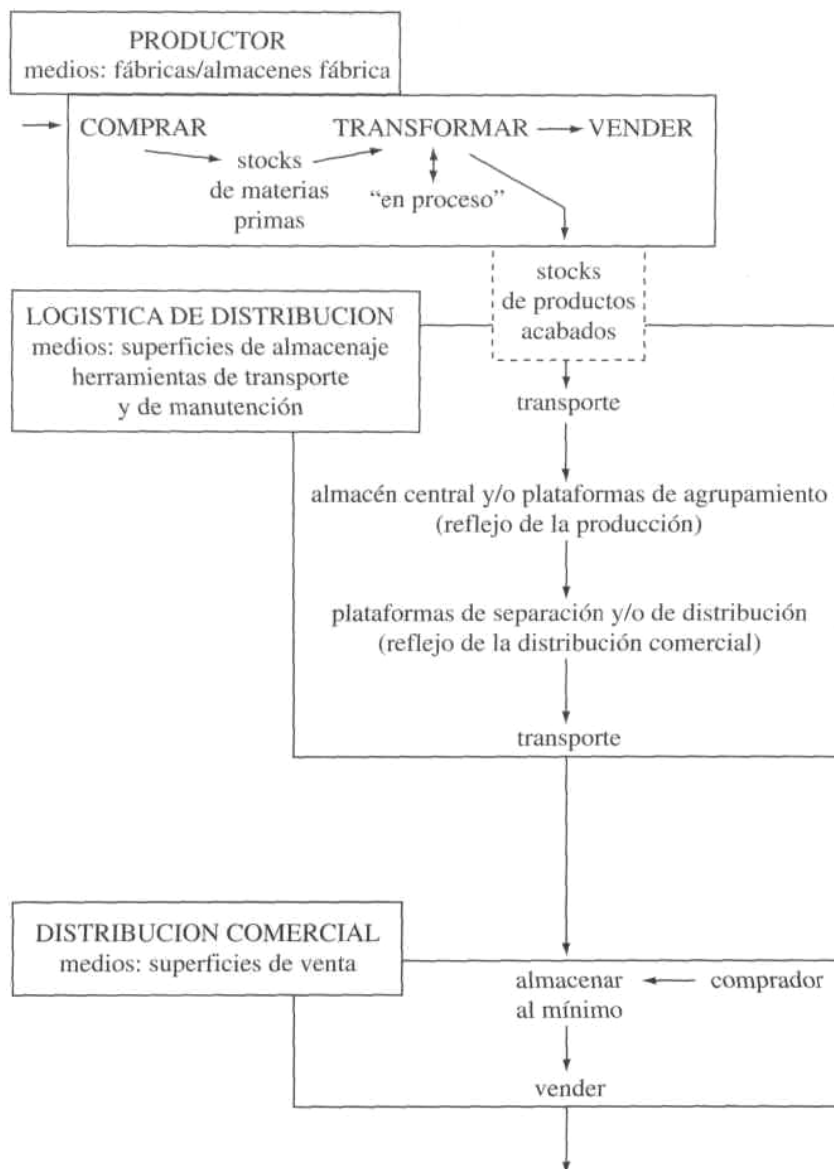 PRODUCTOR
medios: fábricas/almacenes fábrica
COMPRAR TRANSFORMAR VENDER
stocks
de materias
primas
“en proceso”
stocks
de productos
acabados
LOGISTICA DE DISTRIBUCION
medios: superficies de almacenaje
herramientas de transporte
y de manutención
transporte
almacén central y/o plataformas de agrupamiento
(reflejo de la producción)
plataformas de separación y/o de distribución
(reflejo de la distribución comercial)
transporte
DISTRIBUCION COMERCIAL
medios: superficies de venta
almacenar
al mínimo
comprador
vender